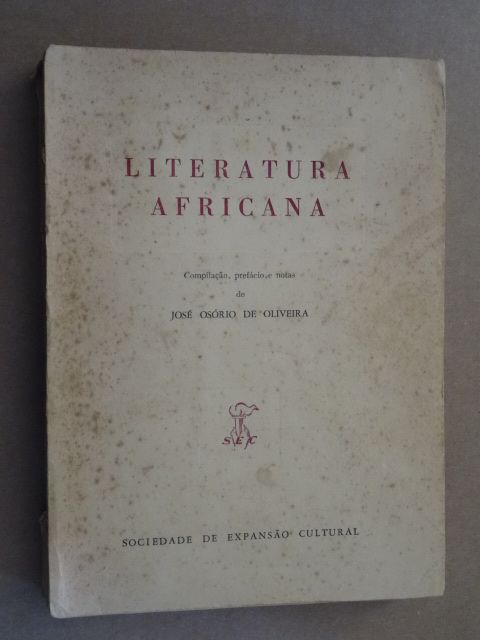 LITERATURA
AFRICANA
Compilação, prefácio e notas
de
JOSÉ OSÓRIO DE OLIVEIRA
SEC
SOCIEDADE DE EXPANSÃO CULTURAL